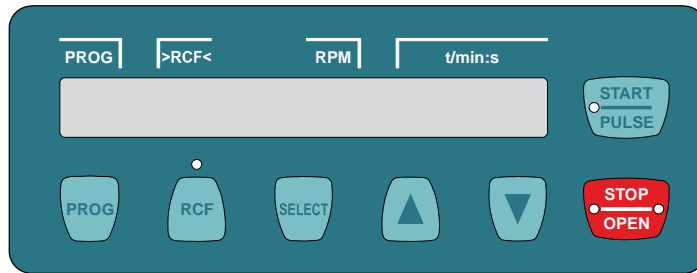 PROG >RCF< RPM t/min:s
START
PULSE
PROG RCF SELECT
STOP
OPEN